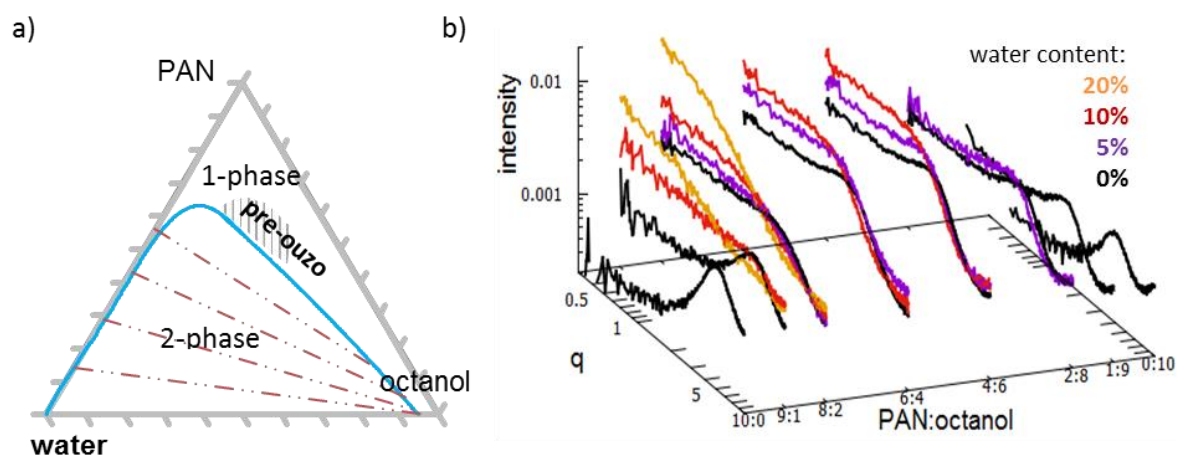 a)
PAN
1-phase
pre-ouzo
2-phase
octanol
water
b)
water content:
20%
10%
5%
0%
intensity
0.01
0.001
0.5
1
5
q
10:0
9:1
8:2
6:4
4:6
2:8
1:9
0:10
PAN:octanol